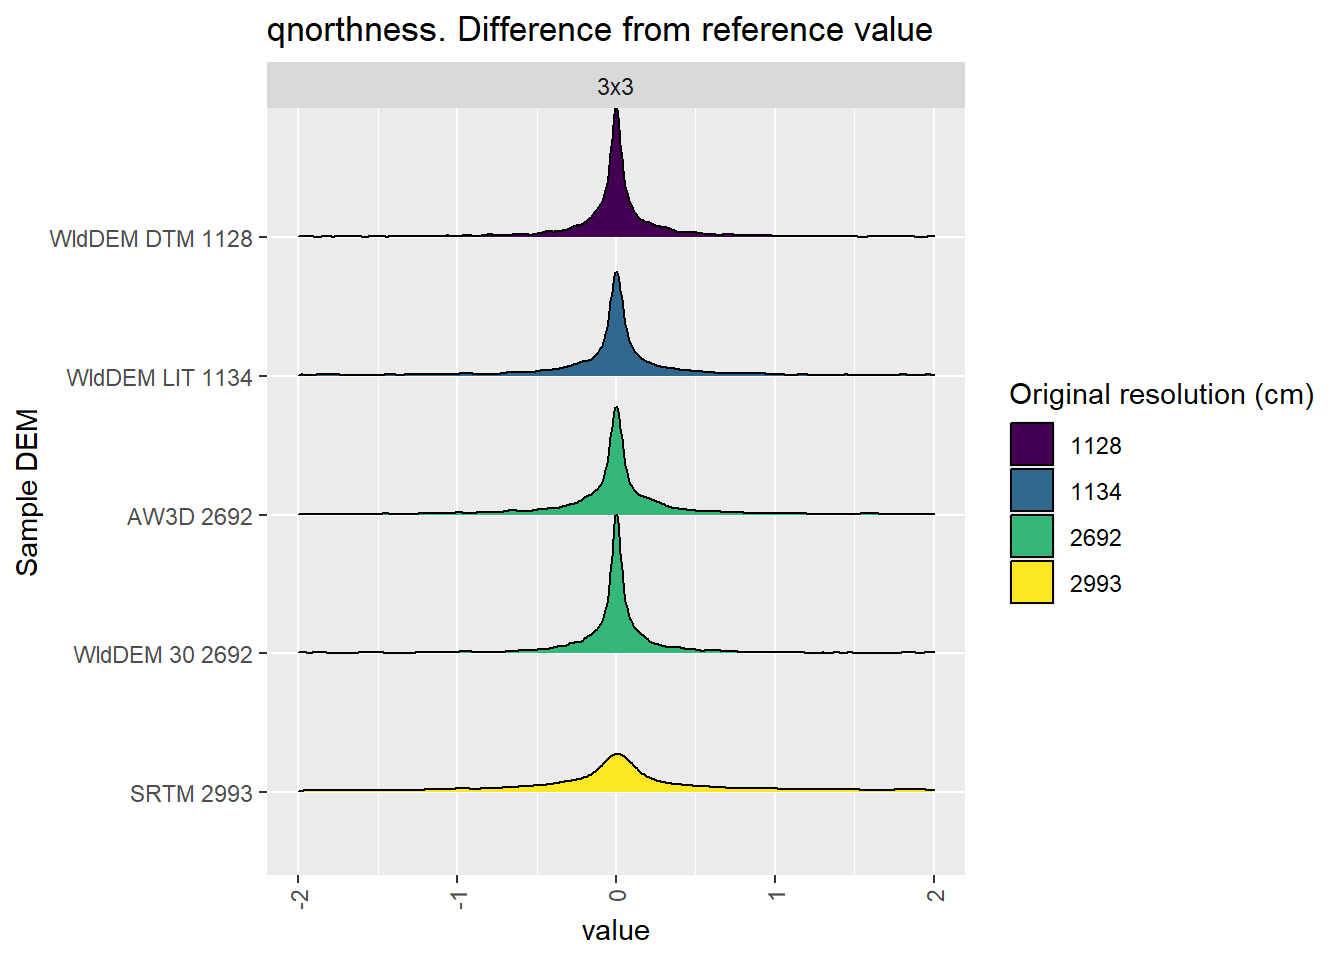 qnorthness. Difference from reference value
3x3
WldDEM DTM 1128
WldDEM LIT 1134
AW3D 2692
WldDEM 30 2692
SRTM 2993
Sample DEM
-2
-1
0
1
2
value
Original resolution (cm)
1128
1134
2692
2993